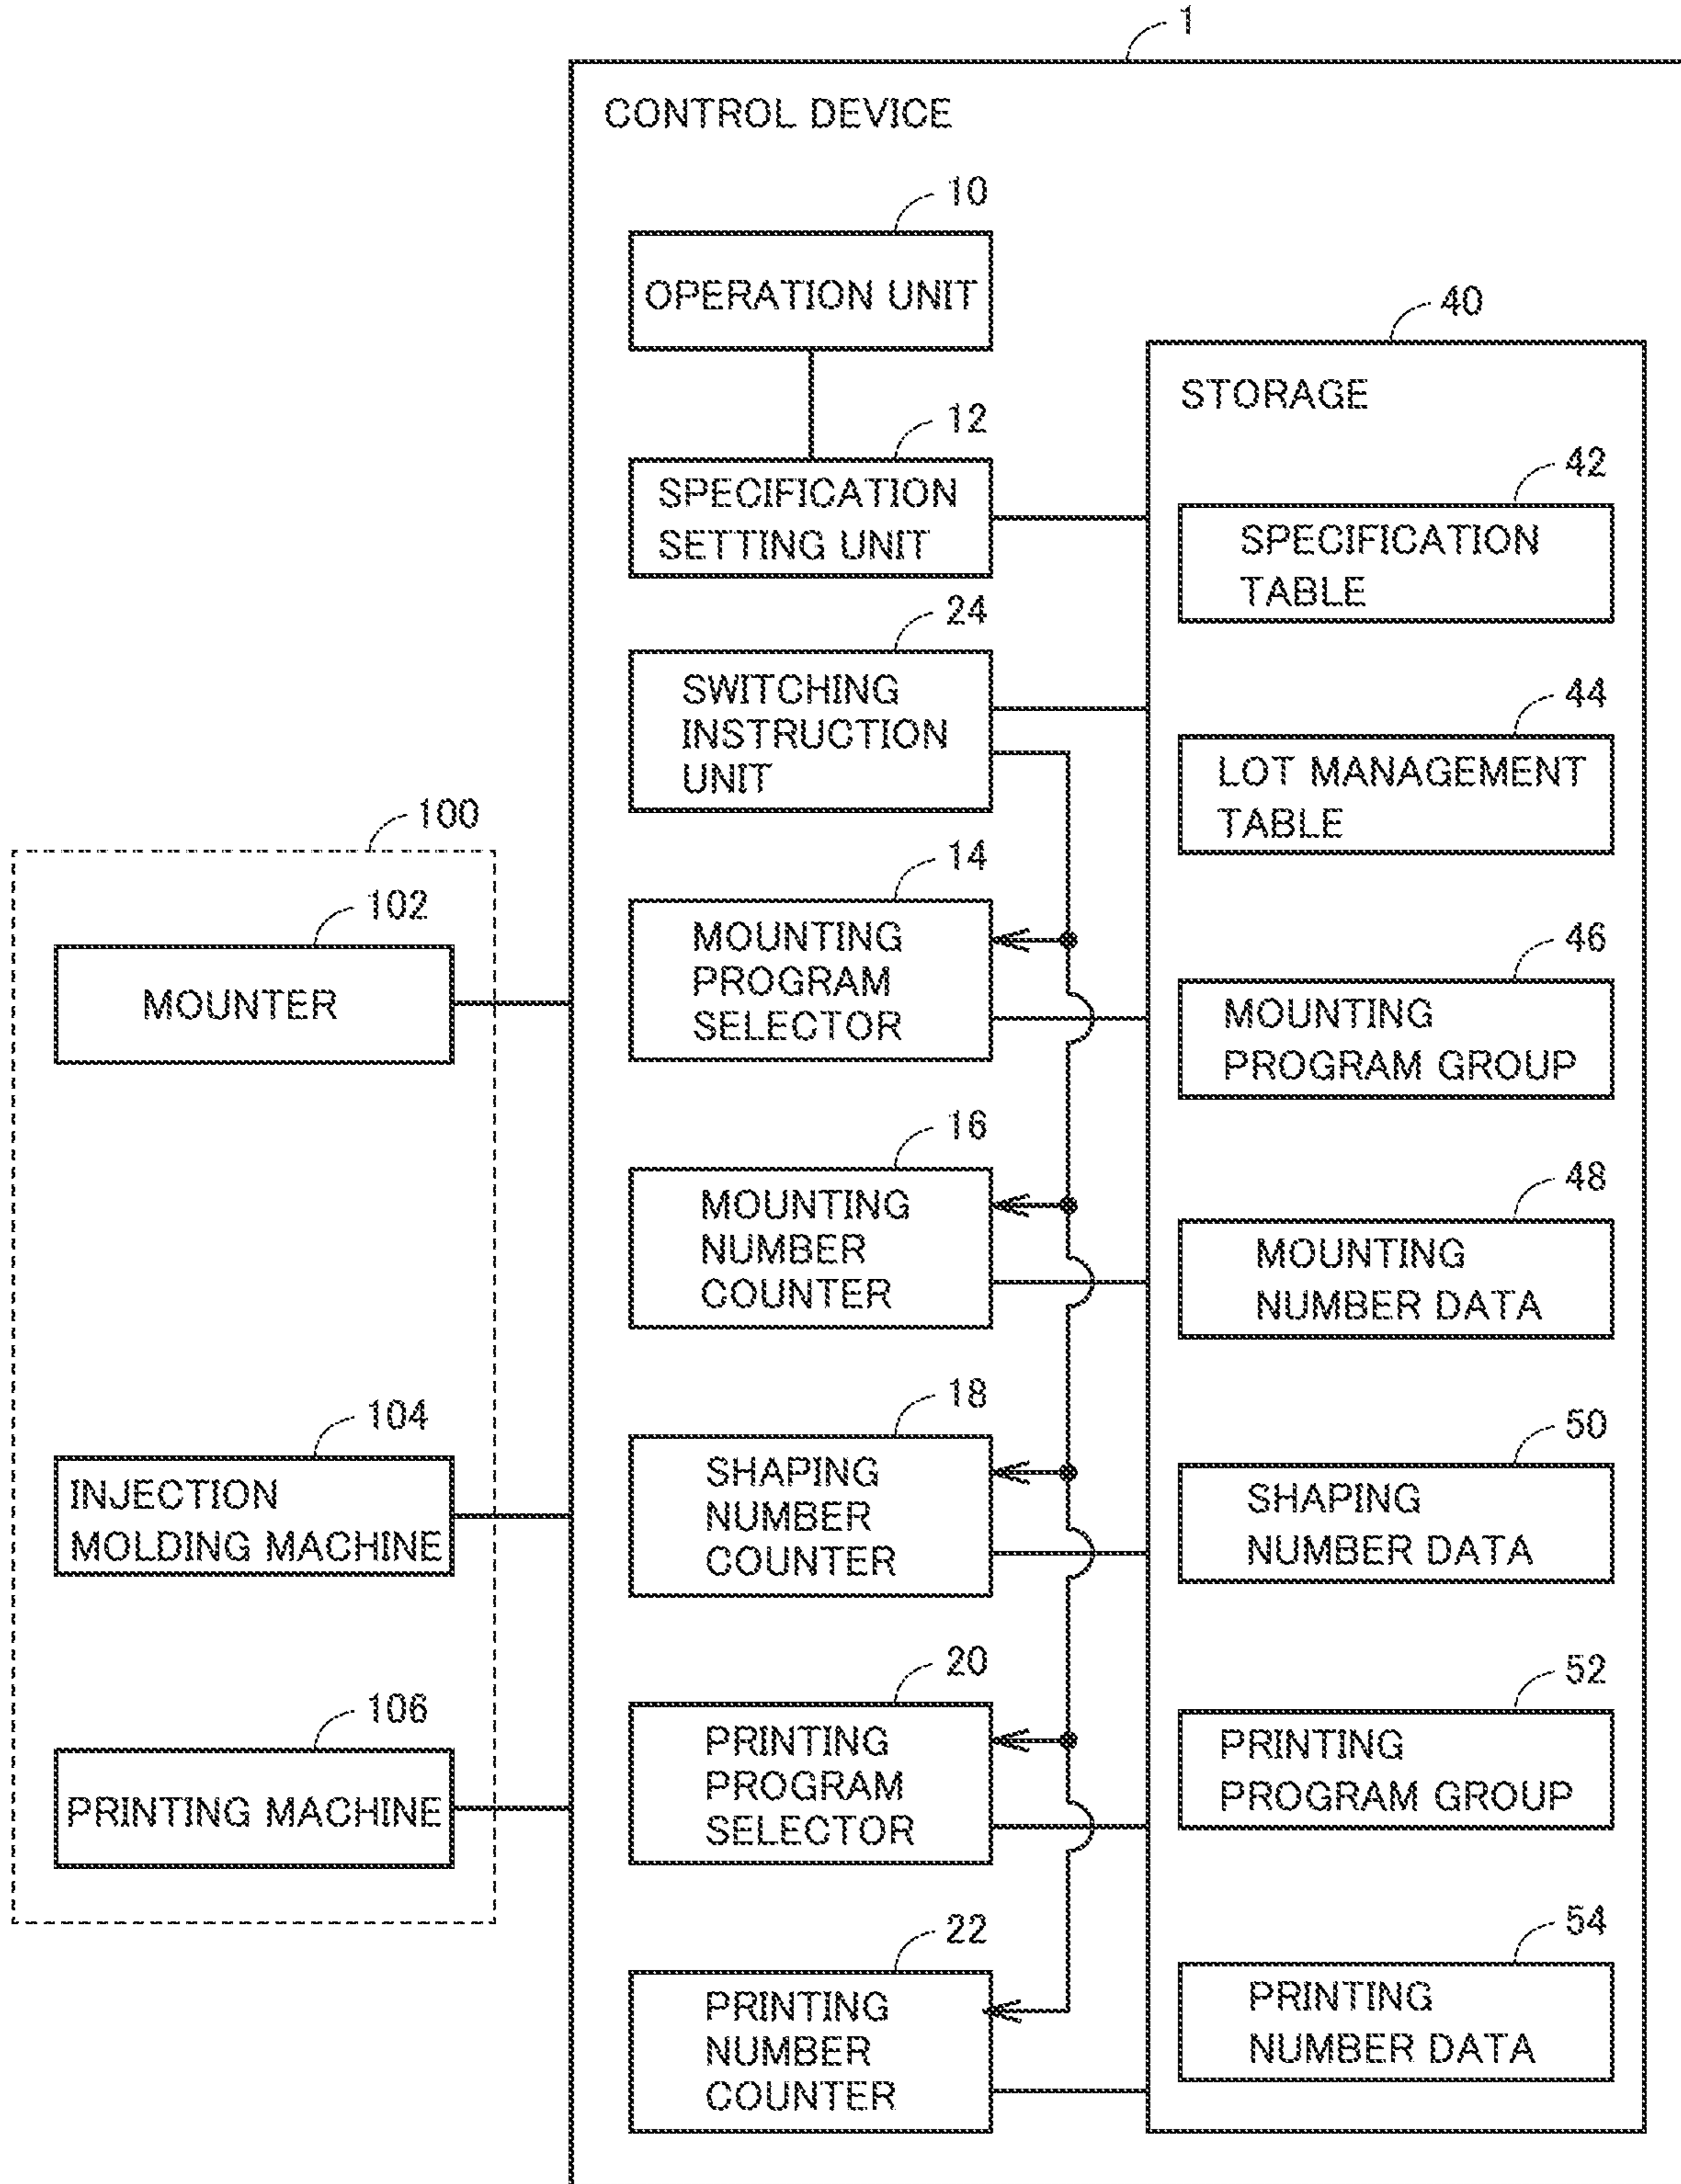 1
CONTROL DEVICE
10
OPERATION UNIT
12
SPECIFICATION
SETTING UNIT
24
SWITCHING
INSTRUCTION
UNIT
14
MOUNTING
PROGRAM
SELECTOR
16
MOUNTING
NUMBER
COUNTER
18
SHAPING
NUMBER
COUNTER
20
PRINTING
PROGRAM
SELECTOR
22
PRINTING
NUMBER
COUNTER
40
STORAGE
42
SPECIFICATION
TABLE
44
LOT MANAGEMENT
TABLE
46
MOUNTING
PROGRAM GROUP
48
MOUNTING
NUMBER DATA
50
SHAPING
NUMBER DATA
52
PRINTING
PROGRAM GROUP
54
PRINTING
NUMBER DATA
100
102
MOUNTER
104
INJECTION
MOLDING MACHINE
106
PRINTING MACHINE